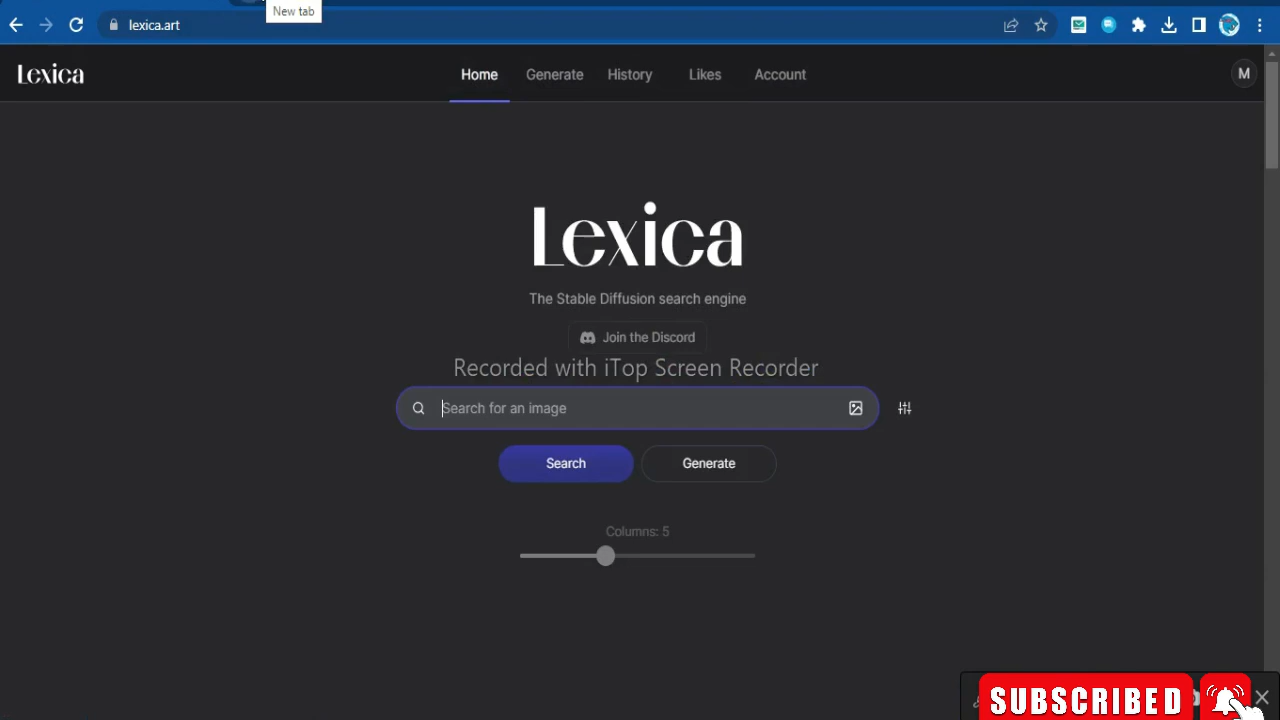 New tab
lexica.art
Lexica
Home
Generate
History
Likes
Account
M
Lexica
The Stable Diffusion search engine
Join the Discord
Recorded with iTop Screen Recorder
Search for an image
Search
Generate
Columns: 5
SUBSCRIBED